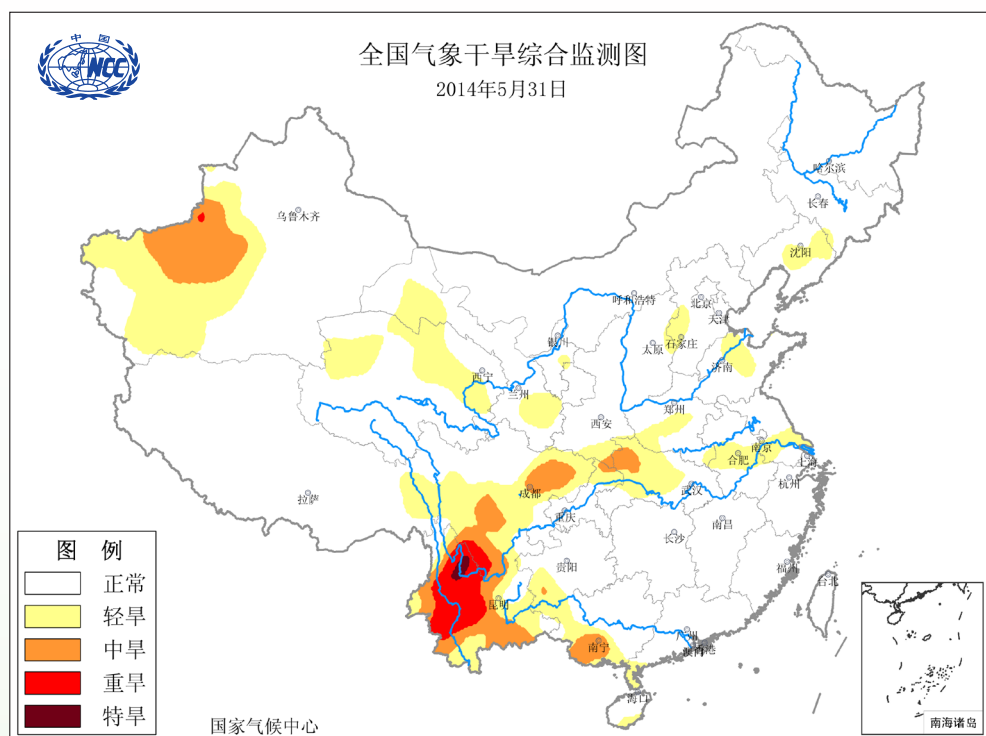 中国
NCC
全国气象干旱综合监测图
2014年5月31日
哈尔滨
长春
乌鲁木齐
沈阳
呼和浩特
北京
天津
银川
石家庄
太原
济南
西宁
兰州
郑州
西安
南京
合肥
上海
成都
武汉
杭州
拉萨
重庆
南昌
长沙
贵阳
福州
台北
昆明
广州
香港
澳门
南宁
海口
图 例
正常
轻旱
中旱
重旱
特旱
国家气候中心
南海诸岛